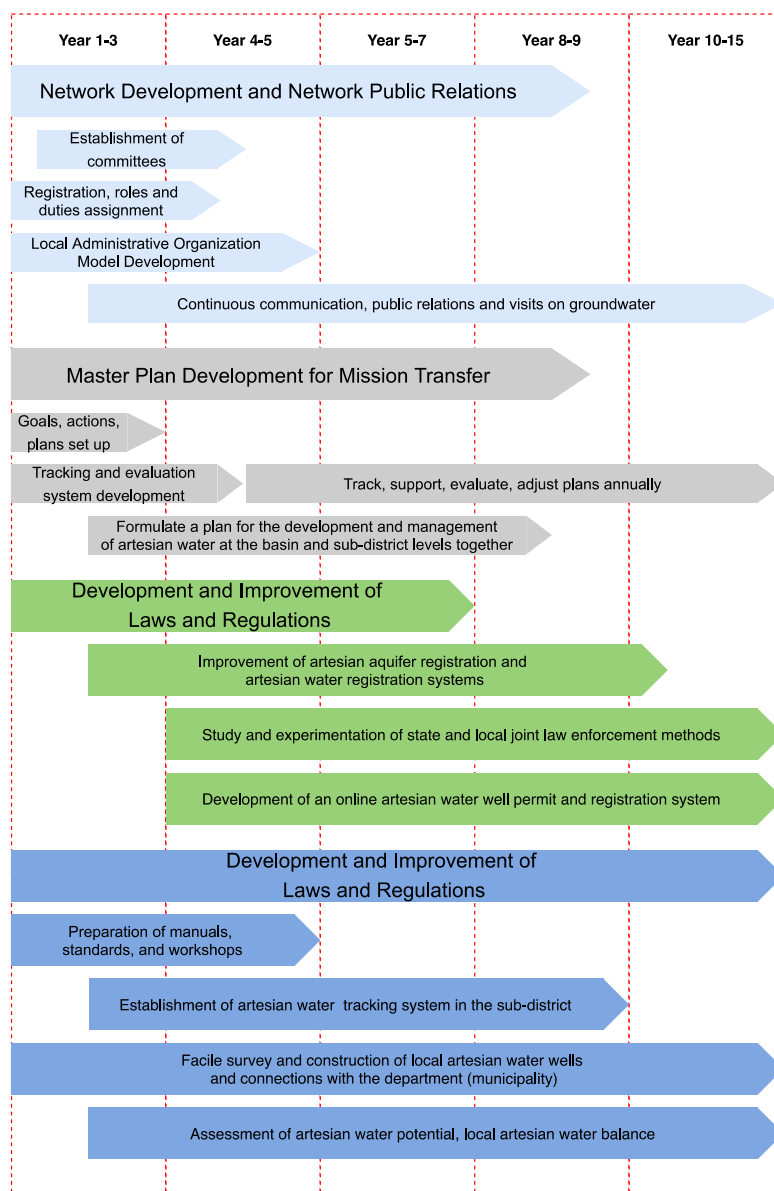 Year 1-3
Year 4-5
Year 5-7
Year 8-9
Year 10-15
Network Development and Network Public Relations
Establishment of
committees
Registration, roles and
duties assignment
Local Administrative Organization
Model Development
Continuous communication, public relations and visits on groundwater
Master Plan Development for Mission Transfer
Goals, actions,
plans set up
Tracking and evaluation
system development
Track, support, evaluate, adjust plans annually
Formulate a plan for the development and management
of artesian water at the basin and sub-district levels together
Development and Improvement of
Laws and Regulations
Improvement of artesian aquifer registration and
artesian water registration systems
Study and experimentation of state and local joint law enforcement methods
Development of an online artesian water well permit and registration system
Development and Improvement of
Laws and Regulations
Preparation of manuals,
standards, and workshops
Establishment of artesian water tracking system in the sub-district
Facile survey and construction of local artesian water wells
and connections with the department (municipality)
Assessment of artesian water potential, local artesian water balance